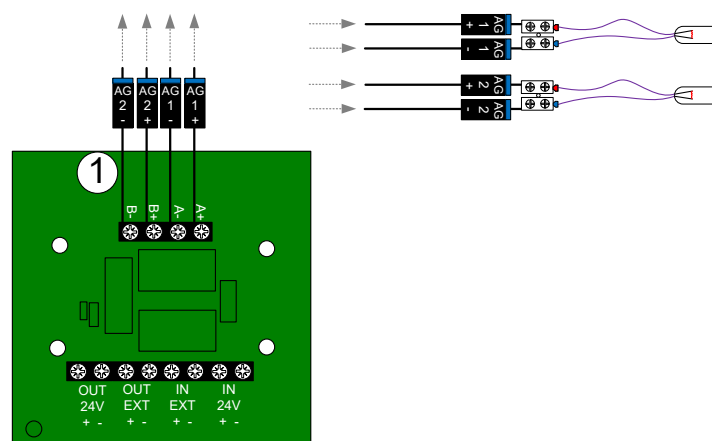 AG AG AG AG
2 2 1 1
- + - +
1
B- B+ A- A+
OUT OUT IN IN
24V EXT EXT 24V
+ - + - + - + -
AG 1 +
AG 1 -
AG 2 +
AG 2 -